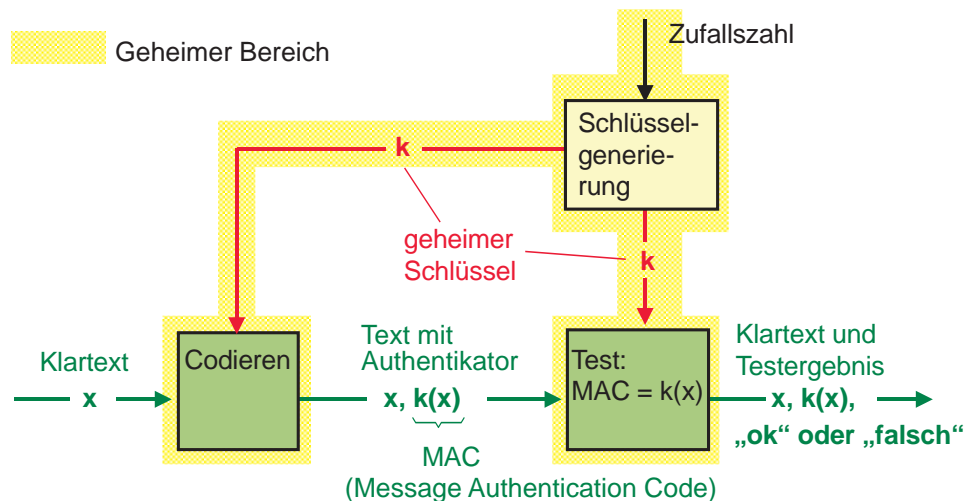 Geheimer Bereich
Zufallszahl
Schlüssel-
generie-
rung
k
geheimer
Schlüssel
k
Klartext
x
Codieren
Text mit
Authentikator
x, k(x)
MAC
(Message Authentication Code)
Test:
MAC = k(x)
Klartext und
Testergebnis
x, k(x),
„ok“ oder „falsch“